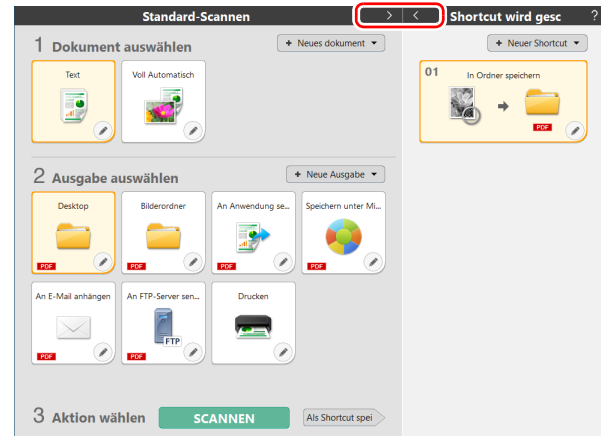 Standard-Scannen > < Shortcut wird gesc ?
1 Dokument auswählen + Neues dokument
+ Neuer Shortcut
Text
Voll Automatisch
01 In Ordner speichern
PDF
2 Ausgabe auswählen + Neue Ausgabe
Desktop
PDF
Bilderordner
PDF
An Anwendung se...
PDF
Speichern unter Mi...
PDF
An E-Mail anhängen
PDF
An FTP-Server sen...
FTP
PDF
Drucken
3 Aktion wählen SCANNEN Als Shortcut spei